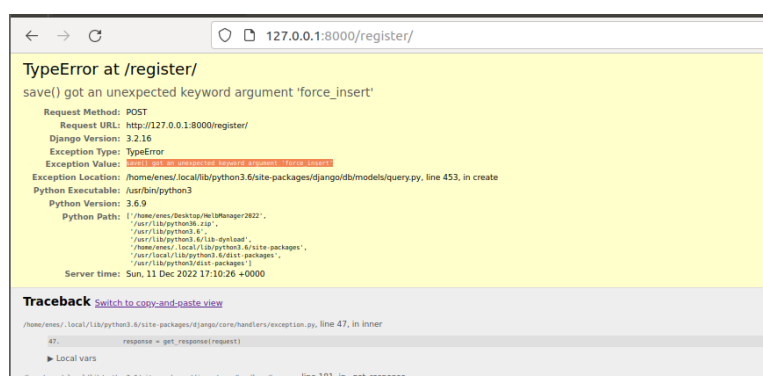 127.0.0.1:8000/register/
TypeError at /register/
save() got an unexpected keyword argument 'force_insert'
Request Method: POST
Request URL: http://127.0.0.1:8000/register/
Django Version: 3.2.16
Exception Type: TypeError
Exception Value: save() got an unexpected keyword argument 'force_insert'
Exception Location: /home/enes/.local/lib/python3.6/site-packages/django/db/models/query.py, line 453, in create
Python Executable: /usr/bin/python3
Python Version: 3.6.9
Python Path: ['/home/enes/Desktop/HelbManager2022',
'/usr/lib/python36.zip',
'/usr/lib/python3.6',
'/usr/lib/python3.6/lib-dynload',
'/home/enes/.local/lib/python3.6/site-packages',
'/usr/local/lib/python3.6/dist-packages',
'/usr/lib/python3/dist-packages']
Server time: Sun, 11 Dec 2022 17:10:26 +0000
Traceback Switch to copy-and-paste view
/home/enes/.local/lib/python3.6/site-packages/django/core/handlers/exception.py, line 47, in inner
47. response = get_response(request)
▶ Local vars